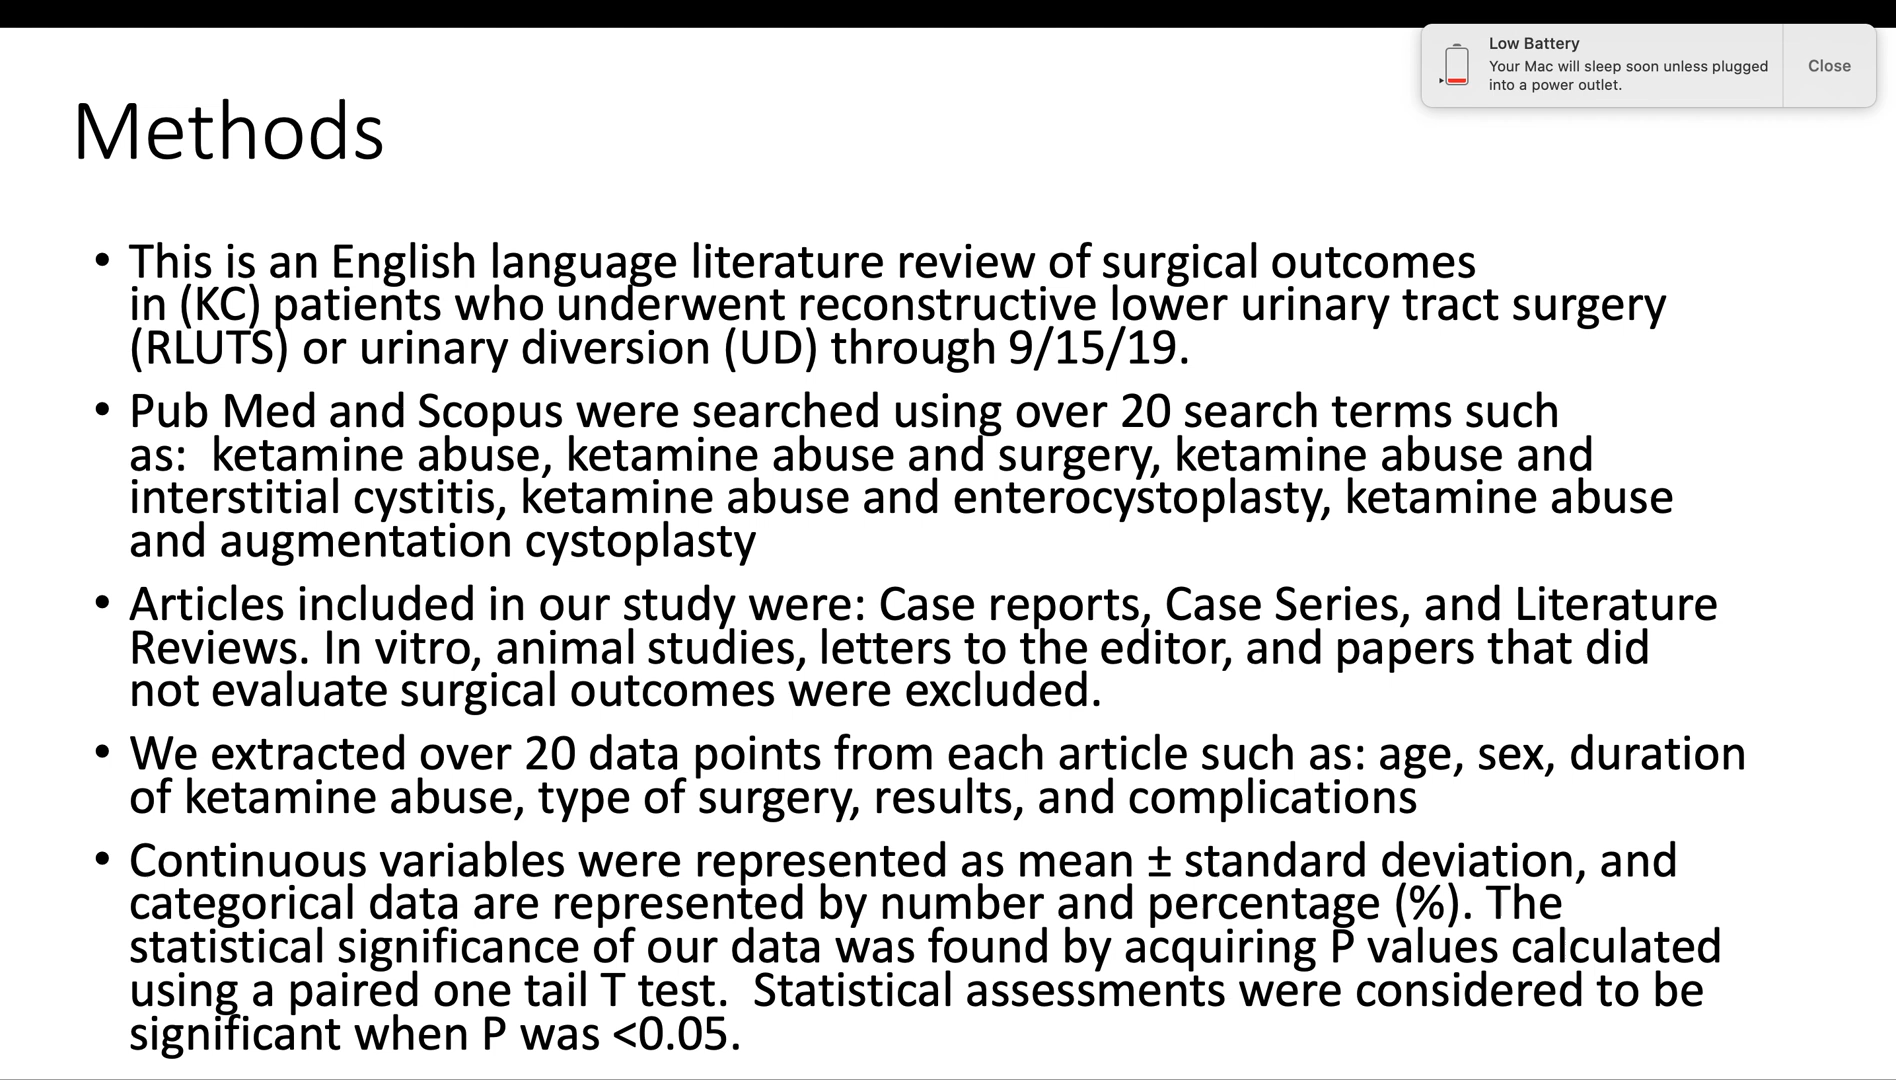 Low Battery
Your Mac will sleep soon unless plugged
into a power outlet.
Close
Methods
• This is an English language literature review of surgical outcomes
in (KC) patients who underwent reconstructive lower urinary tract surgery
(RLUTS) or urinary diversion (UD) through 9/15/19.
• Pub Med and Scopus were searched using over 20 search terms such
as:  ketamine abuse, ketamine abuse and surgery, ketamine abuse and
interstitial cystitis, ketamine abuse and enterocystoplasty, ketamine abuse
and augmentation cystoplasty
• Articles included in our study were: Case reports, Case Series, and Literature
Reviews. In vitro, animal studies, letters to the editor, and papers that did
not evaluate surgical outcomes were excluded.
• We extracted over 20 data points from each article such as: age, sex, duration
of ketamine abuse, type of surgery, results, and complications
• Continuous variables were represented as mean ± standard deviation, and
categorical data are represented by number and percentage (%). The
statistical significance of our data was found by acquiring P values calculated
using a paired one tail T test.  Statistical assessments were considered to be
significant when P was <0.05.